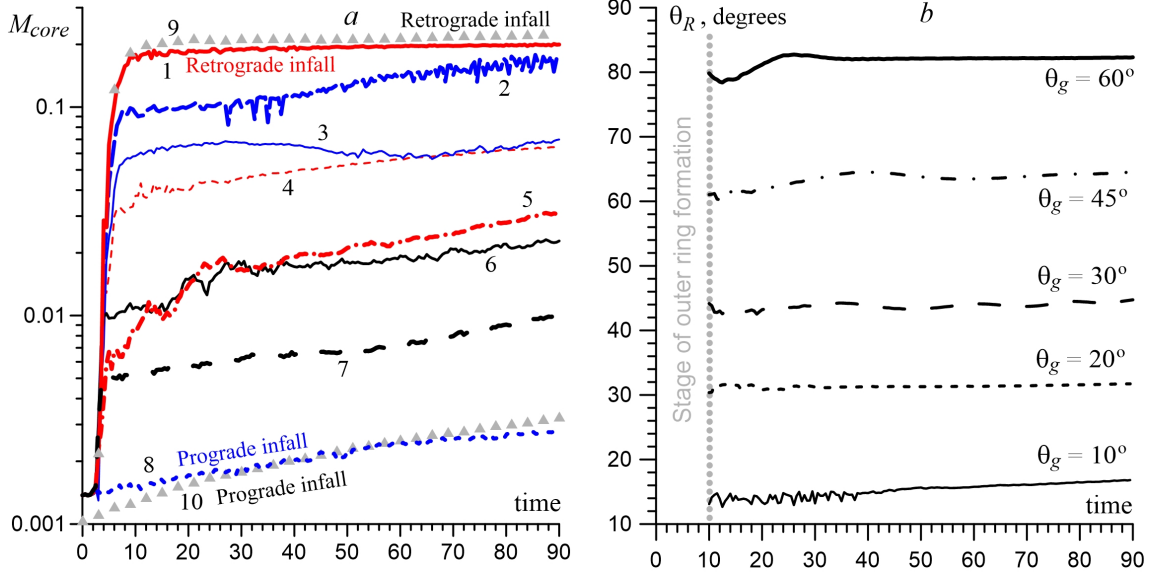 M_core
9
a
Retrograde infall
1
Retrograde infall
2
0.1
3
4
5
6
0.01
7
8
Prograde infall
10
Prograde infall
time
0.001
0 10 20 30 40 50 60 70 80 90
90
θ_R , degrees
b
80
θ_g = 60°
70
60
θ_g = 45°
50
θ_g = 30°
40
θ_g = 20°
30
Stage of outer ring formation
20
θ_g = 10°
time
10
0 10 20 30 40 50 60 70 80 90